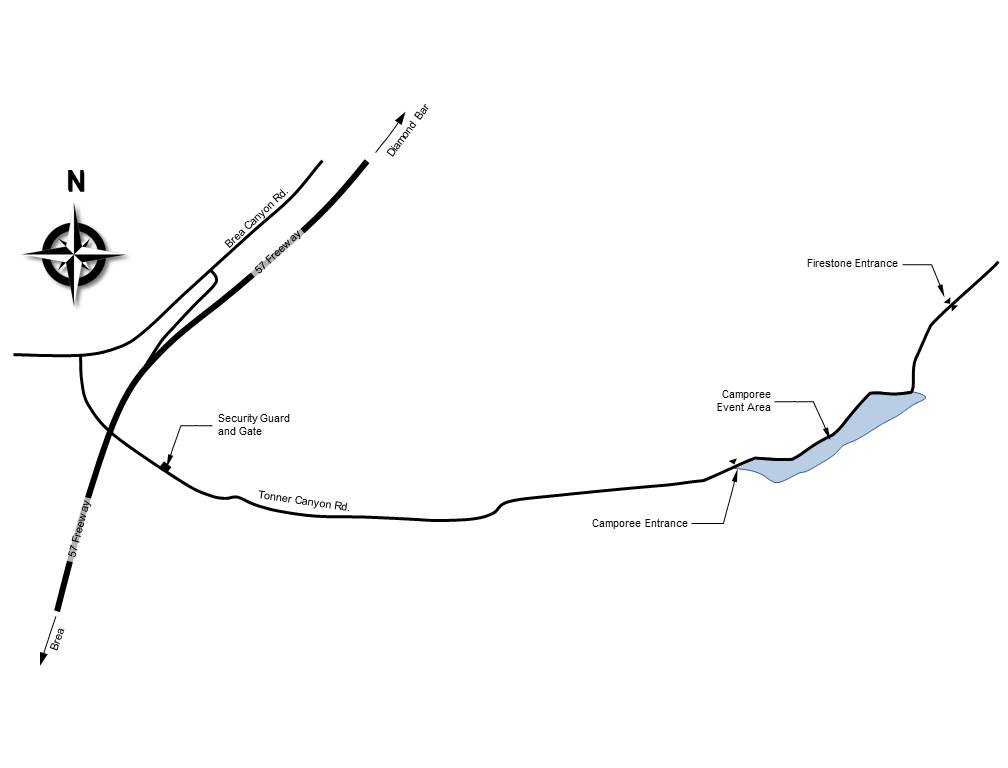 Diamond Bar
N
Brea Canyon Rd.
57 Freeway
Firestone Entrance
Camporee
Event Area
Security Guard
and Gate
Tonner Canyon Rd.
Camporee Entrance
57 Freeway
Brea